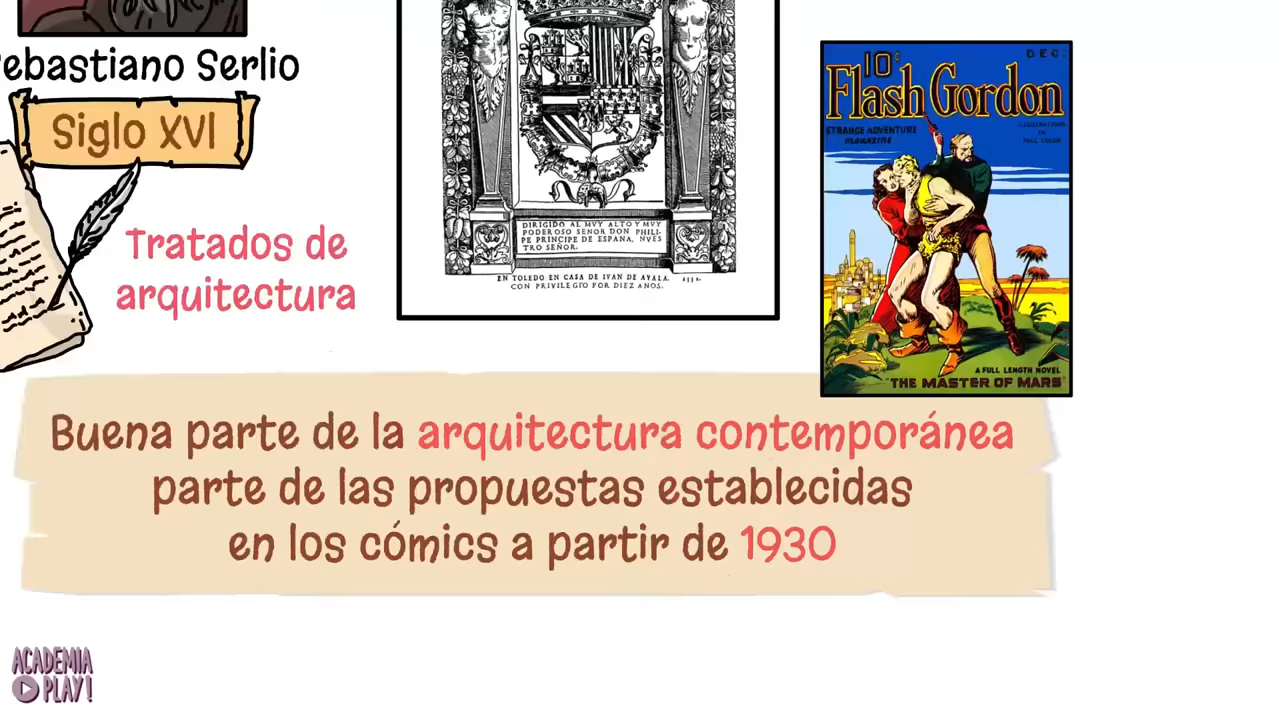 ebastiano Serlio
Siglo XVI
Tratados de
arquitectura
DIRIGIDO AL MVY ALTO Y MVY
PODEROSO SEÑOR DON PHILI-
PE PRINCIPE DE ESPAÑA, NVES
TRO SEÑOR.
EN TOLEDO EN CASA DE IVAN DE AYALA.
CON PRIVILEGIO POR DIEZ AÑOS.
DEC.
10¢
Flash Gordon
STRANGE ADVENTURE
MAGAZINE
ILLUSTRATIONS
IN
FULL COLOR
A FULL LENGTH NOVEL
"THE MASTER OF MARS"
Buena parte de la arquitectura contemporánea
parte de las propuestas establecidas
en los cómics a partir de 1930
ACADEMIA
PLAY!